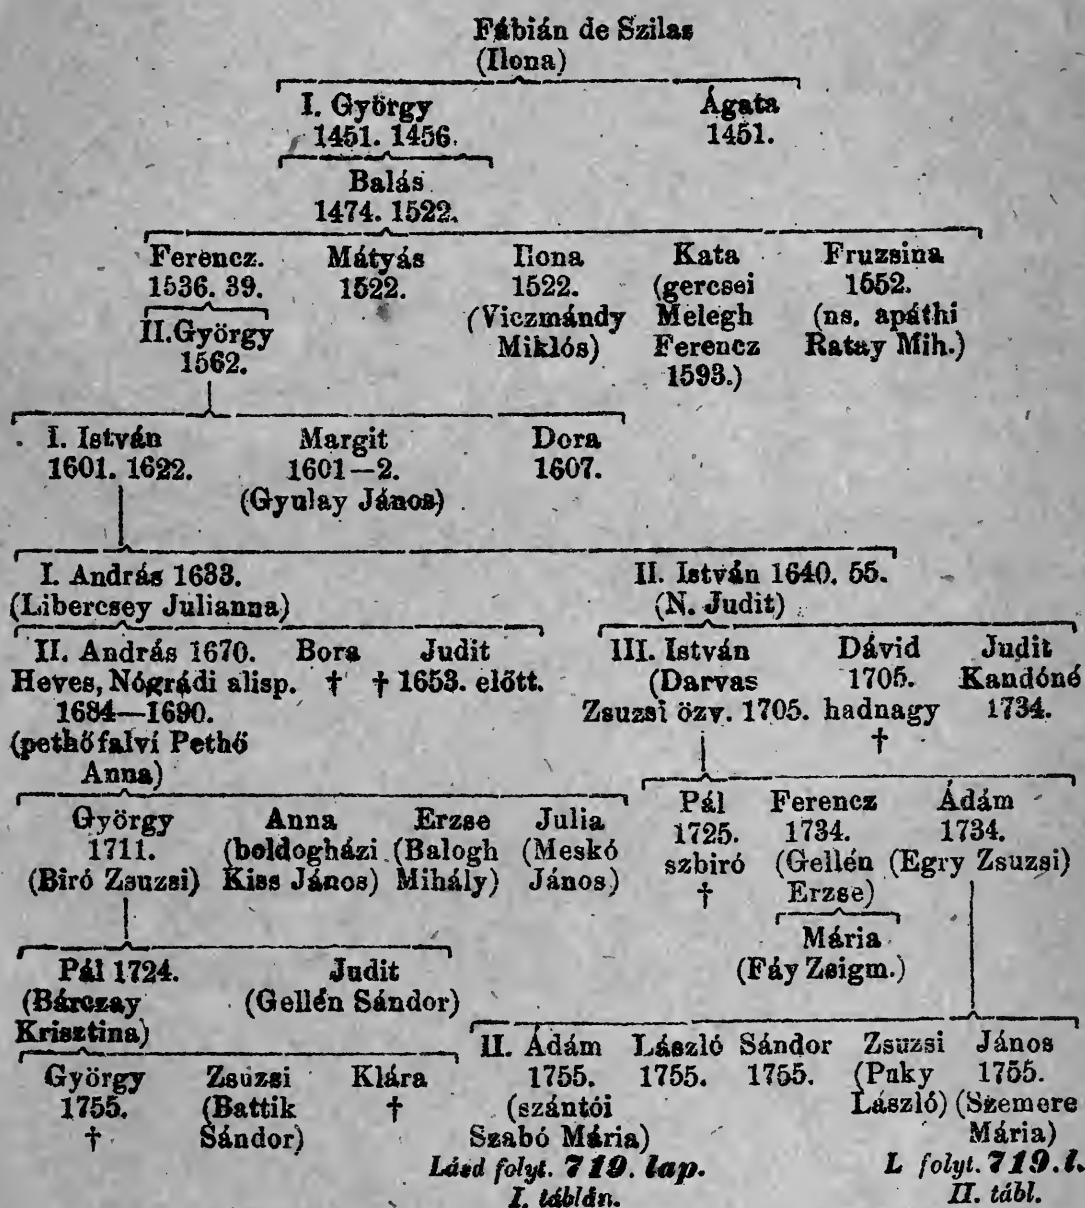 Fábián de Szilas
(Ilona)
I. György Ágata
1451. 1456. 1451.
Balás
1474. 1522.
Ferencz. Mátyás Ilona Kata Fruzsina
1536. 39. 1522. 1522. (gercsei 1552.
II. György (Viczmándy Melegh (ns. apáthi
1562. Miklós) Ferencz Ratay Mih.)
1593.)
I. István Margit Dora
1601. 1622. 1601—2. 1607.
(Gyulay János)
I. András 1633. II. István 1640. 55.
(Libercsey Julianna) (N. Judit)
II. András 1670. Bora Judit III. István Dávid Judit
Heves, Nógrádi alisp. † † 1653. előtt. (Darvas 1705. Kandóné
1684—1690. Zsuzsi özv. 1705. hadnagy 1734.
(pethőfalvi Pethő †
Anna)
György Anna Erzse Julia Pál Ferencz Ádám
1711. (boldogházi (Balogh (Meskó 1725. 1734. 1734.
(Biró Zsuzsi) Kiss János) Mihály) János) szbiró (Gellén (Egry Zsuzsi)
† Erzse)
Mária
(Fáy Zsigm.)
Pál 1724. Judit
(Bárczay (Gellén Sándor)
Krisztina)
György Zsuzsi Klára II. Ádám László Sándor Zsuzsi János
1755. (Battik † 1755. 1755. 1755. (Puky 1755.
† Sándor) (szántói László) (Szemere
Szabó Mária) Mária)
Lásd folyt. 719. lap. L folyt. 719. l.
I. táblán. II. tábl.